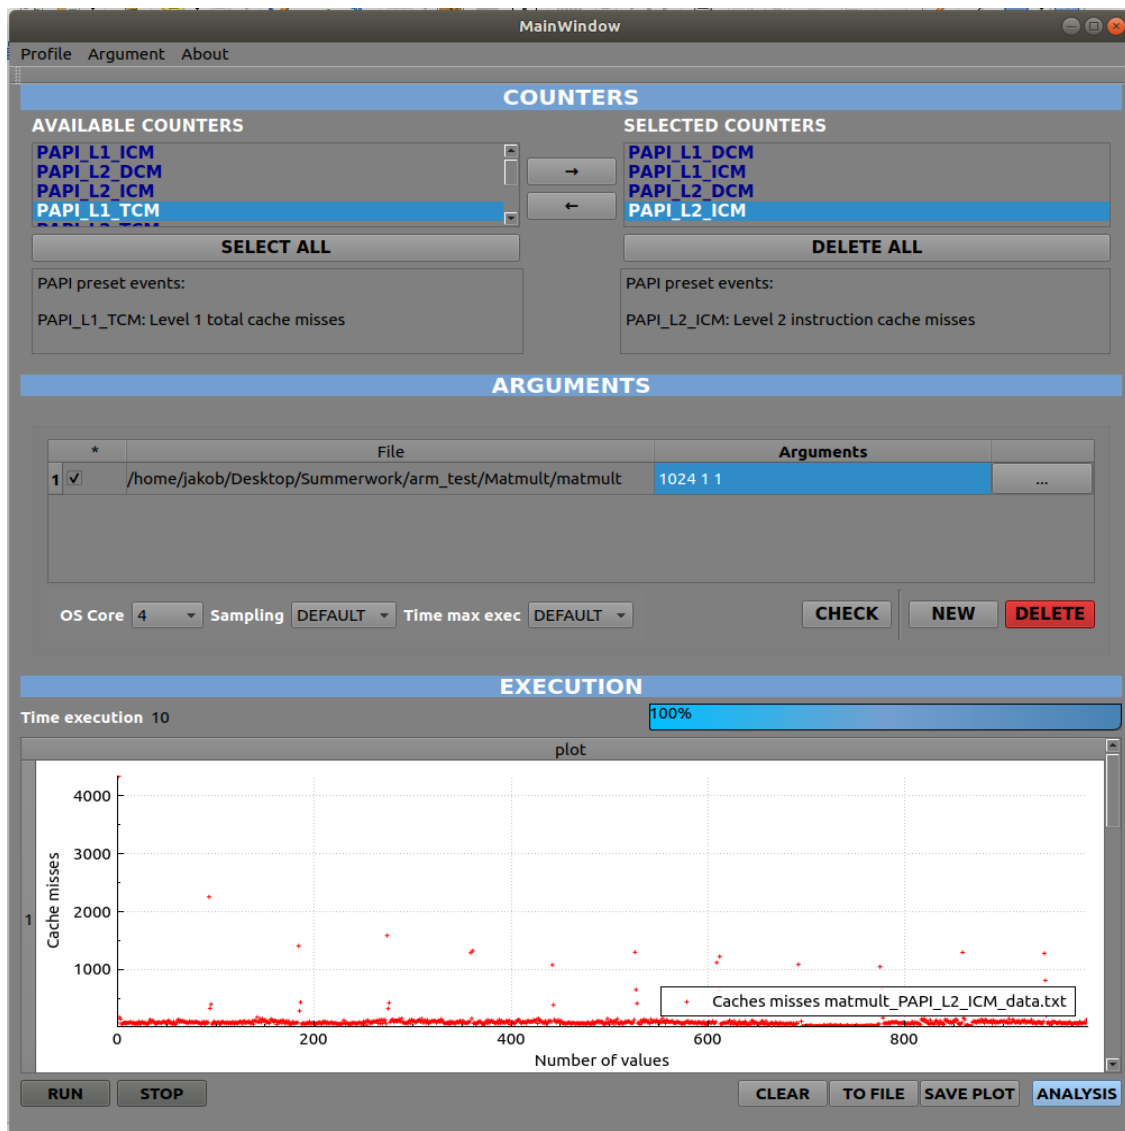 MainWindow
Profile Argument About
COUNTERS
AVAILABLE COUNTERS
PAPI_L1_ICM
PAPI_L2_DCM
PAPI_L2_ICM
PAPI_L1_TCM
PAPI_L2_TCM
→
←
SELECTED COUNTERS
PAPI_L1_DCM
PAPI_L1_ICM
PAPI_L2_DCM
PAPI_L2_ICM
SELECT ALL
DELETE ALL
PAPI preset events:
PAPI_L1_TCM: Level 1 total cache misses
PAPI preset events:
PAPI_L2_ICM: Level 2 instruction cache misses
ARGUMENTS
* File Arguments
1 /home/jakob/Desktop/Summerwork/arm_test/Matmult/matmult 1024 1 1 ...
OS Core 4 Sampling DEFAULT Time max exec DEFAULT CHECK NEW DELETE
EXECUTION
Time execution 10 100%
plot
1
Cache misses
4000
3000
2000
1000
Caches misses matmult_PAPI_L2_ICM_data.txt
0 200 400 600 800
Number of values
RUN STOP CLEAR TO FILE SAVE PLOT ANALYSIS